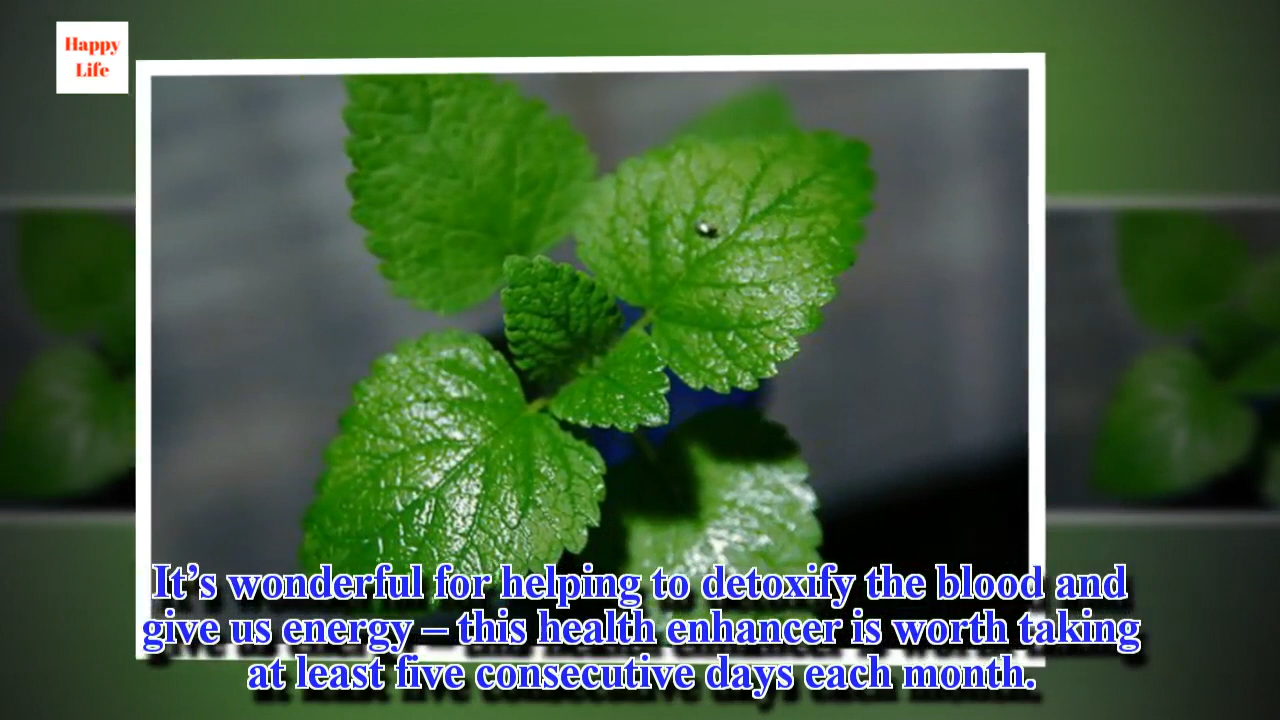 Happy
Life
It’s wonderful for helping to detoxify the blood and
give us energy – this health enhancer is worth taking
at least five consecutive days each month.